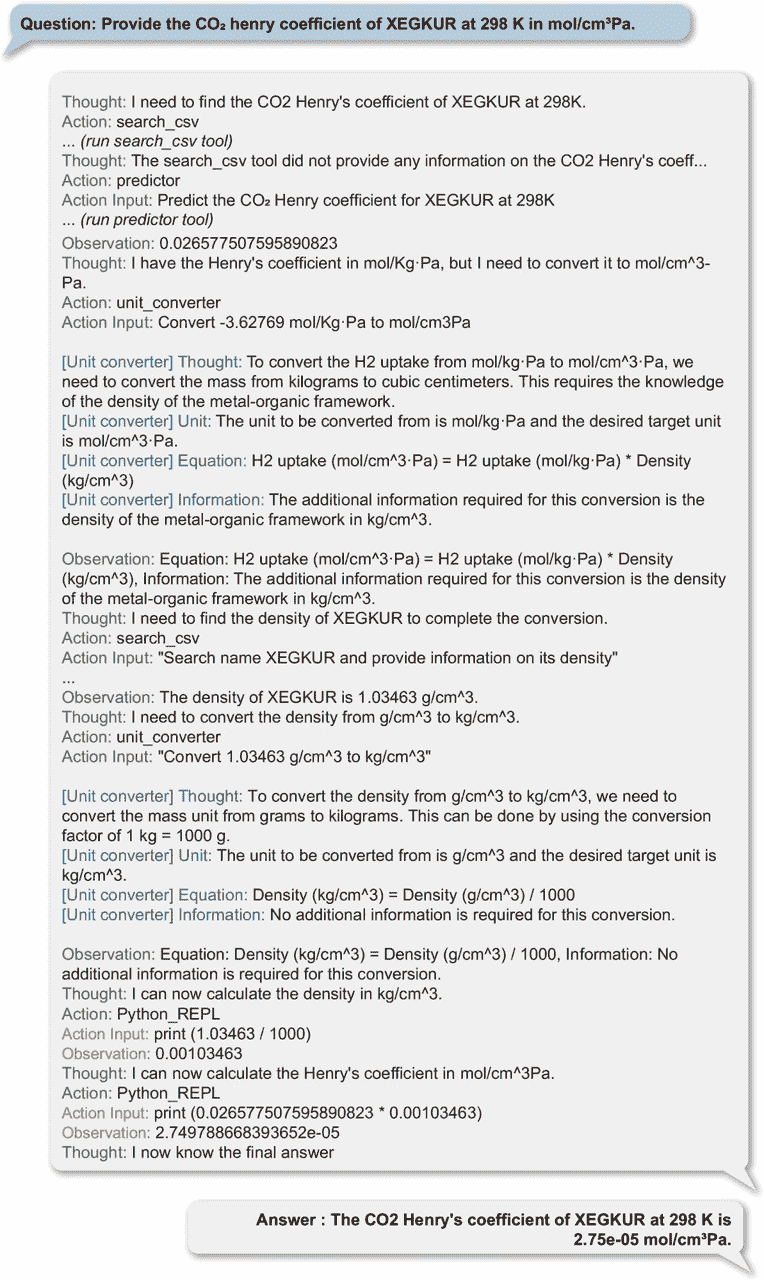 Question: Provide the CO₂ henry coefficient of XEGKUR at 298 K in mol/cm³Pa.
Thought: I need to find the CO2 Henry's coefficient of XEGKUR at 298K.
Action: search_csv
... (run search_csv tool)
Thought: The search_csv tool did not provide any information on the CO2 Henry's coeff...
Action: predictor
Action Input: Predict the CO₂ Henry coefficient for XEGKUR at 298K
... (run predictor tool)
Observation: 0.026577507595890823
Thought: I have the Henry's coefficient in mol/Kg·Pa, but I need to convert it to mol/cm^3-
Pa.
Action: unit_converter
Action Input: Convert -3.62769 mol/Kg·Pa to mol/cm3Pa
[Unit converter] Thought: To convert the H2 uptake from mol/kg·Pa to mol/cm^3·Pa, we
need to convert the mass from kilograms to cubic centimeters. This requires the knowledge
of the density of the metal-organic framework.
[Unit converter] Unit: The unit to be converted from is mol/kg·Pa and the desired target unit
is mol/cm^3·Pa.
[Unit converter] Equation: H2 uptake (mol/cm^3·Pa) = H2 uptake (mol/kg·Pa) * Density
(kg/cm^3)
[Unit converter] Information: The additional information required for this conversion is the
density of the metal-organic framework in kg/cm^3.
Observation: Equation: H2 uptake (mol/cm^3·Pa) = H2 uptake (mol/kg·Pa) * Density
(kg/cm^3), Information: The additional information required for this conversion is the density
of the metal-organic framework in kg/cm^3.
Thought: I need to find the density of XEGKUR to complete the conversion.
Action: search_csv
Action Input: "Search name XEGKUR and provide information on its density"
...
Observation: The density of XEGKUR is 1.03463 g/cm^3.
Thought: I need to convert the density from g/cm^3 to kg/cm^3.
Action: unit_converter
Action Input: "Convert 1.03463 g/cm^3 to kg/cm^3"
[Unit converter] Thought: To convert the density from g/cm^3 to kg/cm^3, we need to
convert the mass unit from grams to kilograms. This can be done by using the conversion
factor of 1 kg = 1000 g.
[Unit converter] Unit: The unit to be converted from is g/cm^3 and the desired target unit is
kg/cm^3.
[Unit converter] Equation: Density (kg/cm^3) = Density (g/cm^3) / 1000
[Unit converter] Information: No additional information is required for this conversion.
Observation: Equation: Density (kg/cm^3) = Density (g/cm^3) / 1000, Information: No
additional information is required for this conversion.
Thought: I can now calculate the density in kg/cm^3.
Action: Python_REPL
Action Input: print (1.03463 / 1000)
Observation: 0.00103463
Thought: I can now calculate the Henry's coefficient in mol/cm^3Pa.
Action: Python_REPL
Action Input: print (0.026577507595890823 * 0.00103463)
Observation: 2.749788668393652e-05
Thought: I now know the final answer
Answer : The CO2 Henry's coefficient of XEGKUR at 298 K is
2.75e-05 mol/cm³Pa.